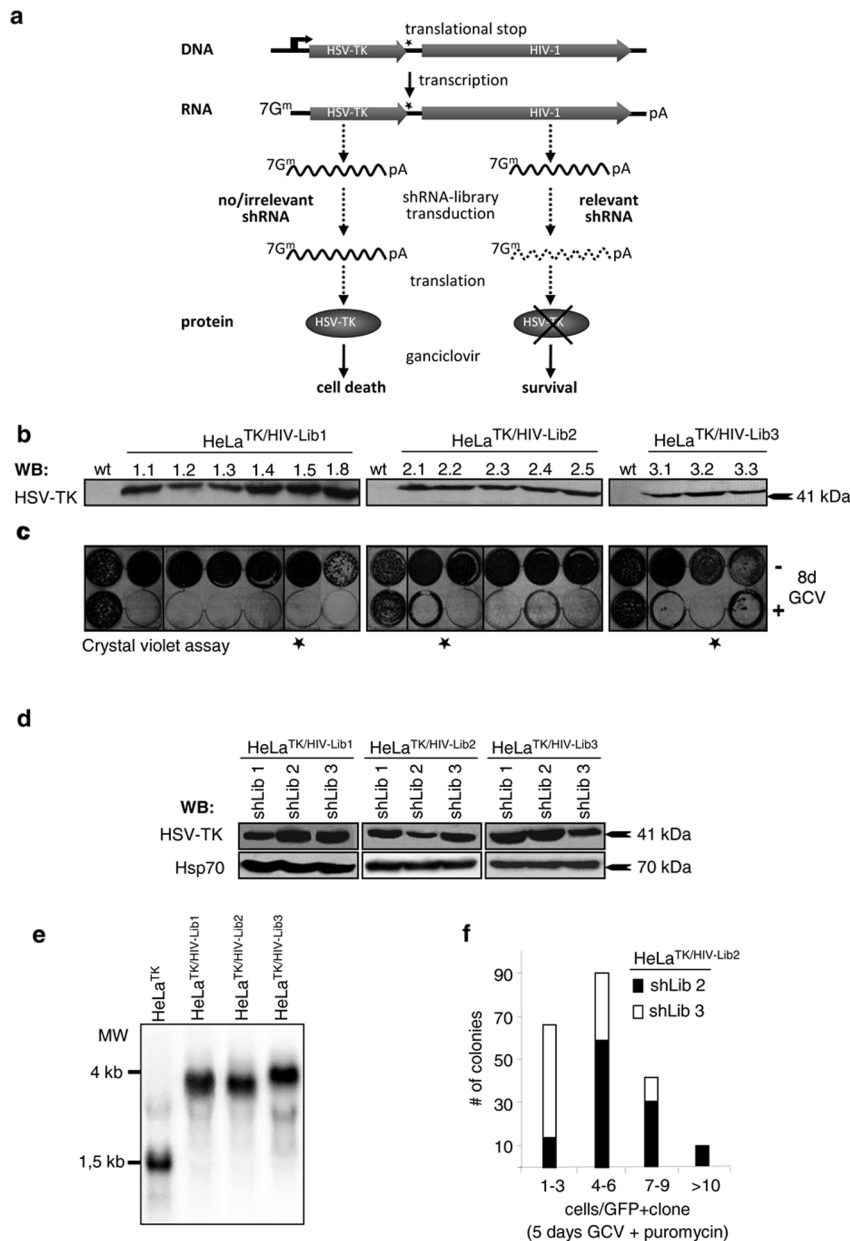 a
translational stop
DNA HSV-TK HIV-1
transcription
RNA 7Gᵐ HSV-TK HIV-1 pA
7Gᵐ pA 7Gᵐ pA
no/irrelevant shRNA-library relevant
shRNA transduction shRNA
7Gᵐ pA 7Gᵐ pA
translation
protein HSV-TK HSV-TK
ganciclovir
cell death survival
b
HeLaTK/HIV-Lib1 HeLaTK/HIV-Lib2 HeLaTK/HIV-Lib3
WB: wt 1.1 1.2 1.3 1.4 1.5 1.8 wt 2.1 2.2 2.3 2.4 2.5 wt 3.1 3.2 3.3
HSV-TK 41 kDa
c
-
8d
GCV
+
Crystal violet assay
d
HeLaTK/HIV-Lib1 HeLaTK/HIV-Lib2 HeLaTK/HIV-Lib3
WB: shLib 1 shLib 2 shLib 3 shLib 1 shLib 2 shLib 3 shLib 1 shLib 2 shLib 3
HSV-TK 41 kDa
Hsp70 70 kDa
e
HeLaTK HeLaTK/HIV-Lib1 HeLaTK/HIV-Lib2 HeLaTK/HIV-Lib3
MW
4 kb
1,5 kb
f
HeLaTK/HIV-Lib2
shLib 2
shLib 3
# of colonies
90
70
50
30
10
1-3 4-6 7-9 >10
cells/GFP+clone
(5 days GCV + puromycin)